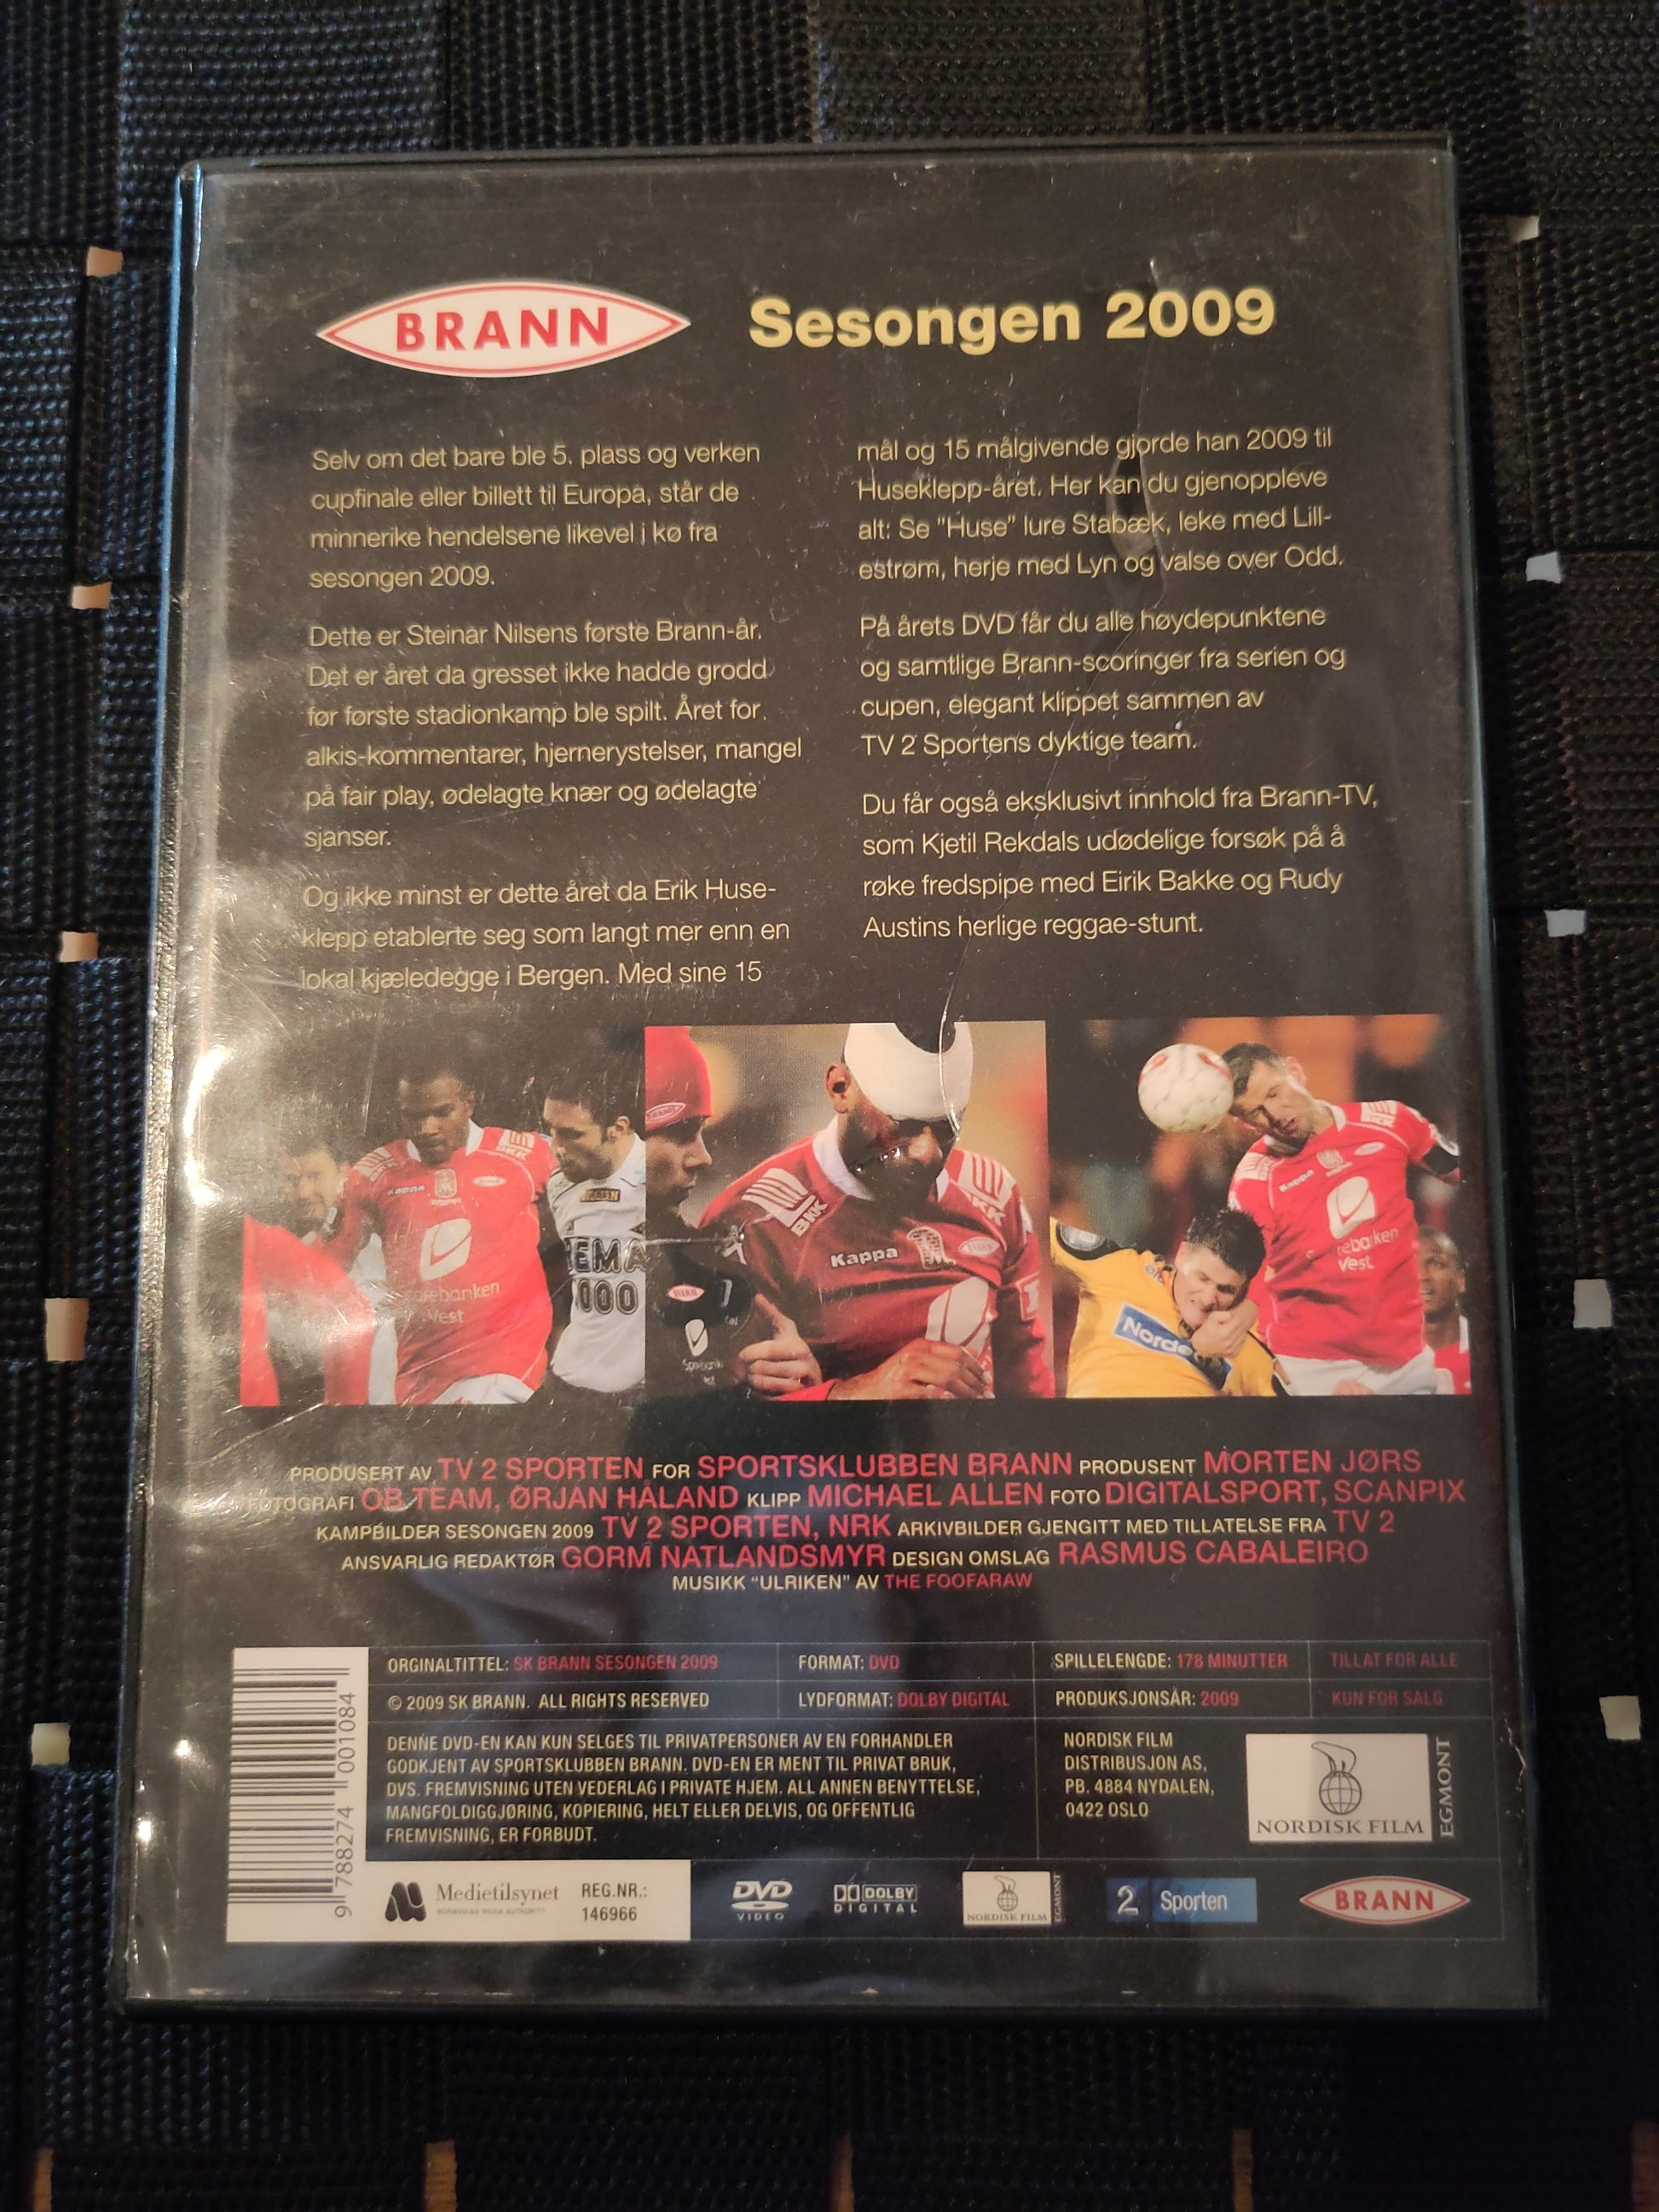 BRANN
Sesongen 2009
Selv om det bare ble 5. plass og verken
cupfinale eller billett til Europa, står de
minnerike hendelsene likevel i kø fra
sesongen 2009.
Dette er Steinar Nilsens første Brann-år.
Det er året da gresset ikke hadde grodd
før første stadionkamp ble spilt. Året for
alkis-kommentarer, hjernerystelser, mangel
på fair play, ødelagte knær og ødelagte
sjanser.
Og ikke minst er dette året da Erik Huse-
klepp etablerte seg som langt mer enn en
lokal kjæledegge i Bergen. Med sine 15
mål og 15 målgivende gjorde han 2009 til
Huseklepp-året. Her kan du gjenoppleve
alt: Se "Huse" lure Stabæk, leke med Lill-
estrøm, herje med Lyn og valse over Odd.
På årets DVD får du alle høydepunktene
og samtlige Brann-scoringer fra serien og
cupen, elegant klippet sammen av
TV 2 Sportens dyktige team.
Du får også eksklusivt innhold fra Brann-TV,
som Kjetil Rekdals udødelige forsøk på å
røke fredspipe med Eirik Bakke og Rudy
Austins herlige reggae-stunt.
BKK
Kappa
BRANN
Vest
000
BKK
Kappa
Kappa
Vest
PRODUSERT AV TV 2 SPORTEN FOR SPORTSKLUBBEN BRANN PRODUSENT MORTEN JØRS
FOTOGRAFI OB-TEAM, ØRJAN HÅLAND KLIPP MICHAEL ALLEN FOTO DIGITALSPORT, SCANPIX
KAMPBILDER SESONGEN 2009 TV 2 SPORTEN, NRK ARKIVBILDER GJENGITT MED TILLATELSE FRA TV 2
ANSVARLIG REDAKTØR GORM NATLANDSMYR DESIGN OMSLAG RASMUS CABALEIRO
MUSIKK "ULRIKEN" AV THE FOOFARAW
ORGINALTITTEL: SK BRANN SESONGEN 2009
FORMAT: DVD
SPILLELENGDE: 178 MINUTTER
TILLAT FOR ALLE
© 2009 SK BRANN. ALL RIGHTS RESERVED
LYDFORMAT: DOLBY DIGITAL
PRODUKSJONSÅR: 2009
KUN FOR SALG
DENNE DVD-EN KAN KUN SELGES TIL PRIVATPERSONER AV EN FORHANDLER
GODKJENT AV SPORTSKLUBBEN BRANN. DVD-EN ER MENT TIL PRIVAT BRUK,
DVS. FREMVISNING UTEN VEDERLAG I PRIVATE HJEM. ALL ANNEN BENYTTELSE,
MANGFOLDIGGJØRING, KOPIERING, HELT ELLER DELVIS, OG OFFENTLIG
FREMVISNING, ER FORBUDT.
NORDISK FILM
DISTRIBUSJON AS,
PB. 4884 NYDALEN,
0422 OSLO
NORDISK FILM
EGMONT
9 788274 001084
Medietilsynet
NORWEGIAN MEDIA AUTHORITY
REG.NR.:
146966
DVD
VIDEO
DOLBY
DIGITAL
NORDISK FILM
EGMONT
2 Sporten
BRANN